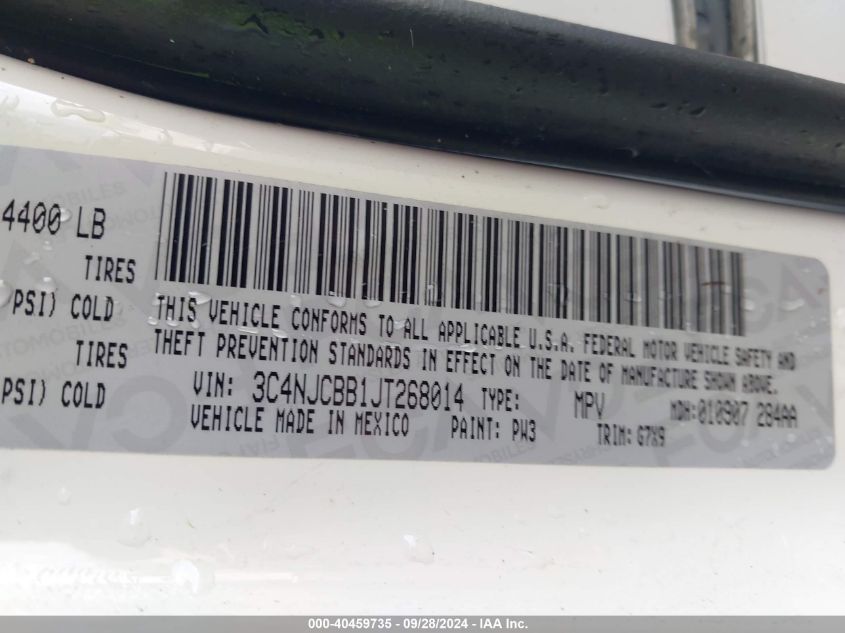 4400 LB
TIRES
PSI) COLD
TIRES
PSI) COLD
THIS VEHICLE CONFORMS TO ALL APPLICABLE U.S.A. FEDERAL MOTOR VEHICLE SAFETY AND
THEFT PREVENTION STANDARDS IN EFFECT ON THE DATE OF MANUFACTURE SHOWN ABOVE.
VIN: 3C4NJCBB1JT268014 TYPE: MPV MDH:010907 284AA
VEHICLE MADE IN MEXICO PAINT: PW3 TRIM: G7X9
000-40459735 - 09/28/2024 - IAA Inc.